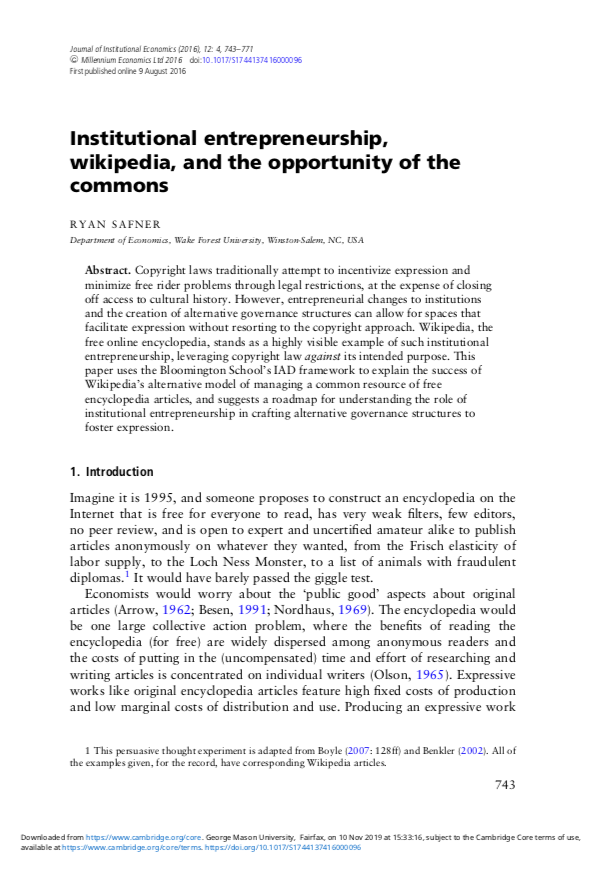 Journal of Institutional Economics (2016), 12: 4, 743–771
© Millennium Economics Ltd 2016 doi:10.1017/S1744137416000096
First published online 9 August 2016
Institutional entrepreneurship,
wikipedia, and the opportunity of the
commons
RYAN SAFNER
Department of Economics, Wake Forest University, Winston-Salem, NC, USA
Abstract. Copyright laws traditionally attempt to incentivize expression and
minimize free rider problems through legal restrictions, at the expense of closing
off access to cultural history. However, entrepreneurial changes to institutions
and the creation of alternative governance structures can allow for spaces that
facilitate expression without resorting to the copyright approach. Wikipedia, the
free online encyclopedia, stands as a highly visible example of such institutional
entrepreneurship, leveraging copyright law against its intended purpose. This
paper uses the Bloomington School's IAD framework to explain the success of
Wikipedia's alternative model of managing a common resource of free
encyclopedia articles, and suggests a roadmap for understanding the role of
institutional entrepreneurship in crafting alternative governance structures to
foster expression.
1. Introduction
Imagine it is 1995, and someone proposes to construct an encyclopedia on the
Internet that is free for everyone to read, has very weak filters, few editors,
no peer review, and is open to expert and uncertified amateur alike to publish
articles anonymously on whatever they wanted, from the Frisch elasticity of
labor supply, to the Loch Ness Monster, to a list of animals with fraudulent
diplomas.1 It would have barely passed the giggle test.
Economists would worry about the 'public good' aspects about original
articles (Arrow, 1962; Besen, 1991; Nordhaus, 1969). The encyclopedia would
be one large collective action problem, where the benefits of reading the
encyclopedia (for free) are widely dispersed among anonymous readers and
the costs of putting in the (uncompensated) time and effort of researching and
writing articles is concentrated on individual writers (Olson, 1965). Expressive
works like original encyclopedia articles feature high fixed costs of production
and low marginal costs of distribution and use. Producing an expressive work
1 This persuasive thought experiment is adapted from Boyle (2007: 128ff) and Benkler (2002). All of
the examples given, for the record, have corresponding Wikipedia articles.
743
Downloaded from https://www.cambridge.org/core. George Mason University, Fairfax, on 10 Nov 2019 at 15:33:16, subject to the Cambridge Core terms of use,
available at https://www.cambridge.org/core/terms. https://doi.org/10.1017/S1744137416000096